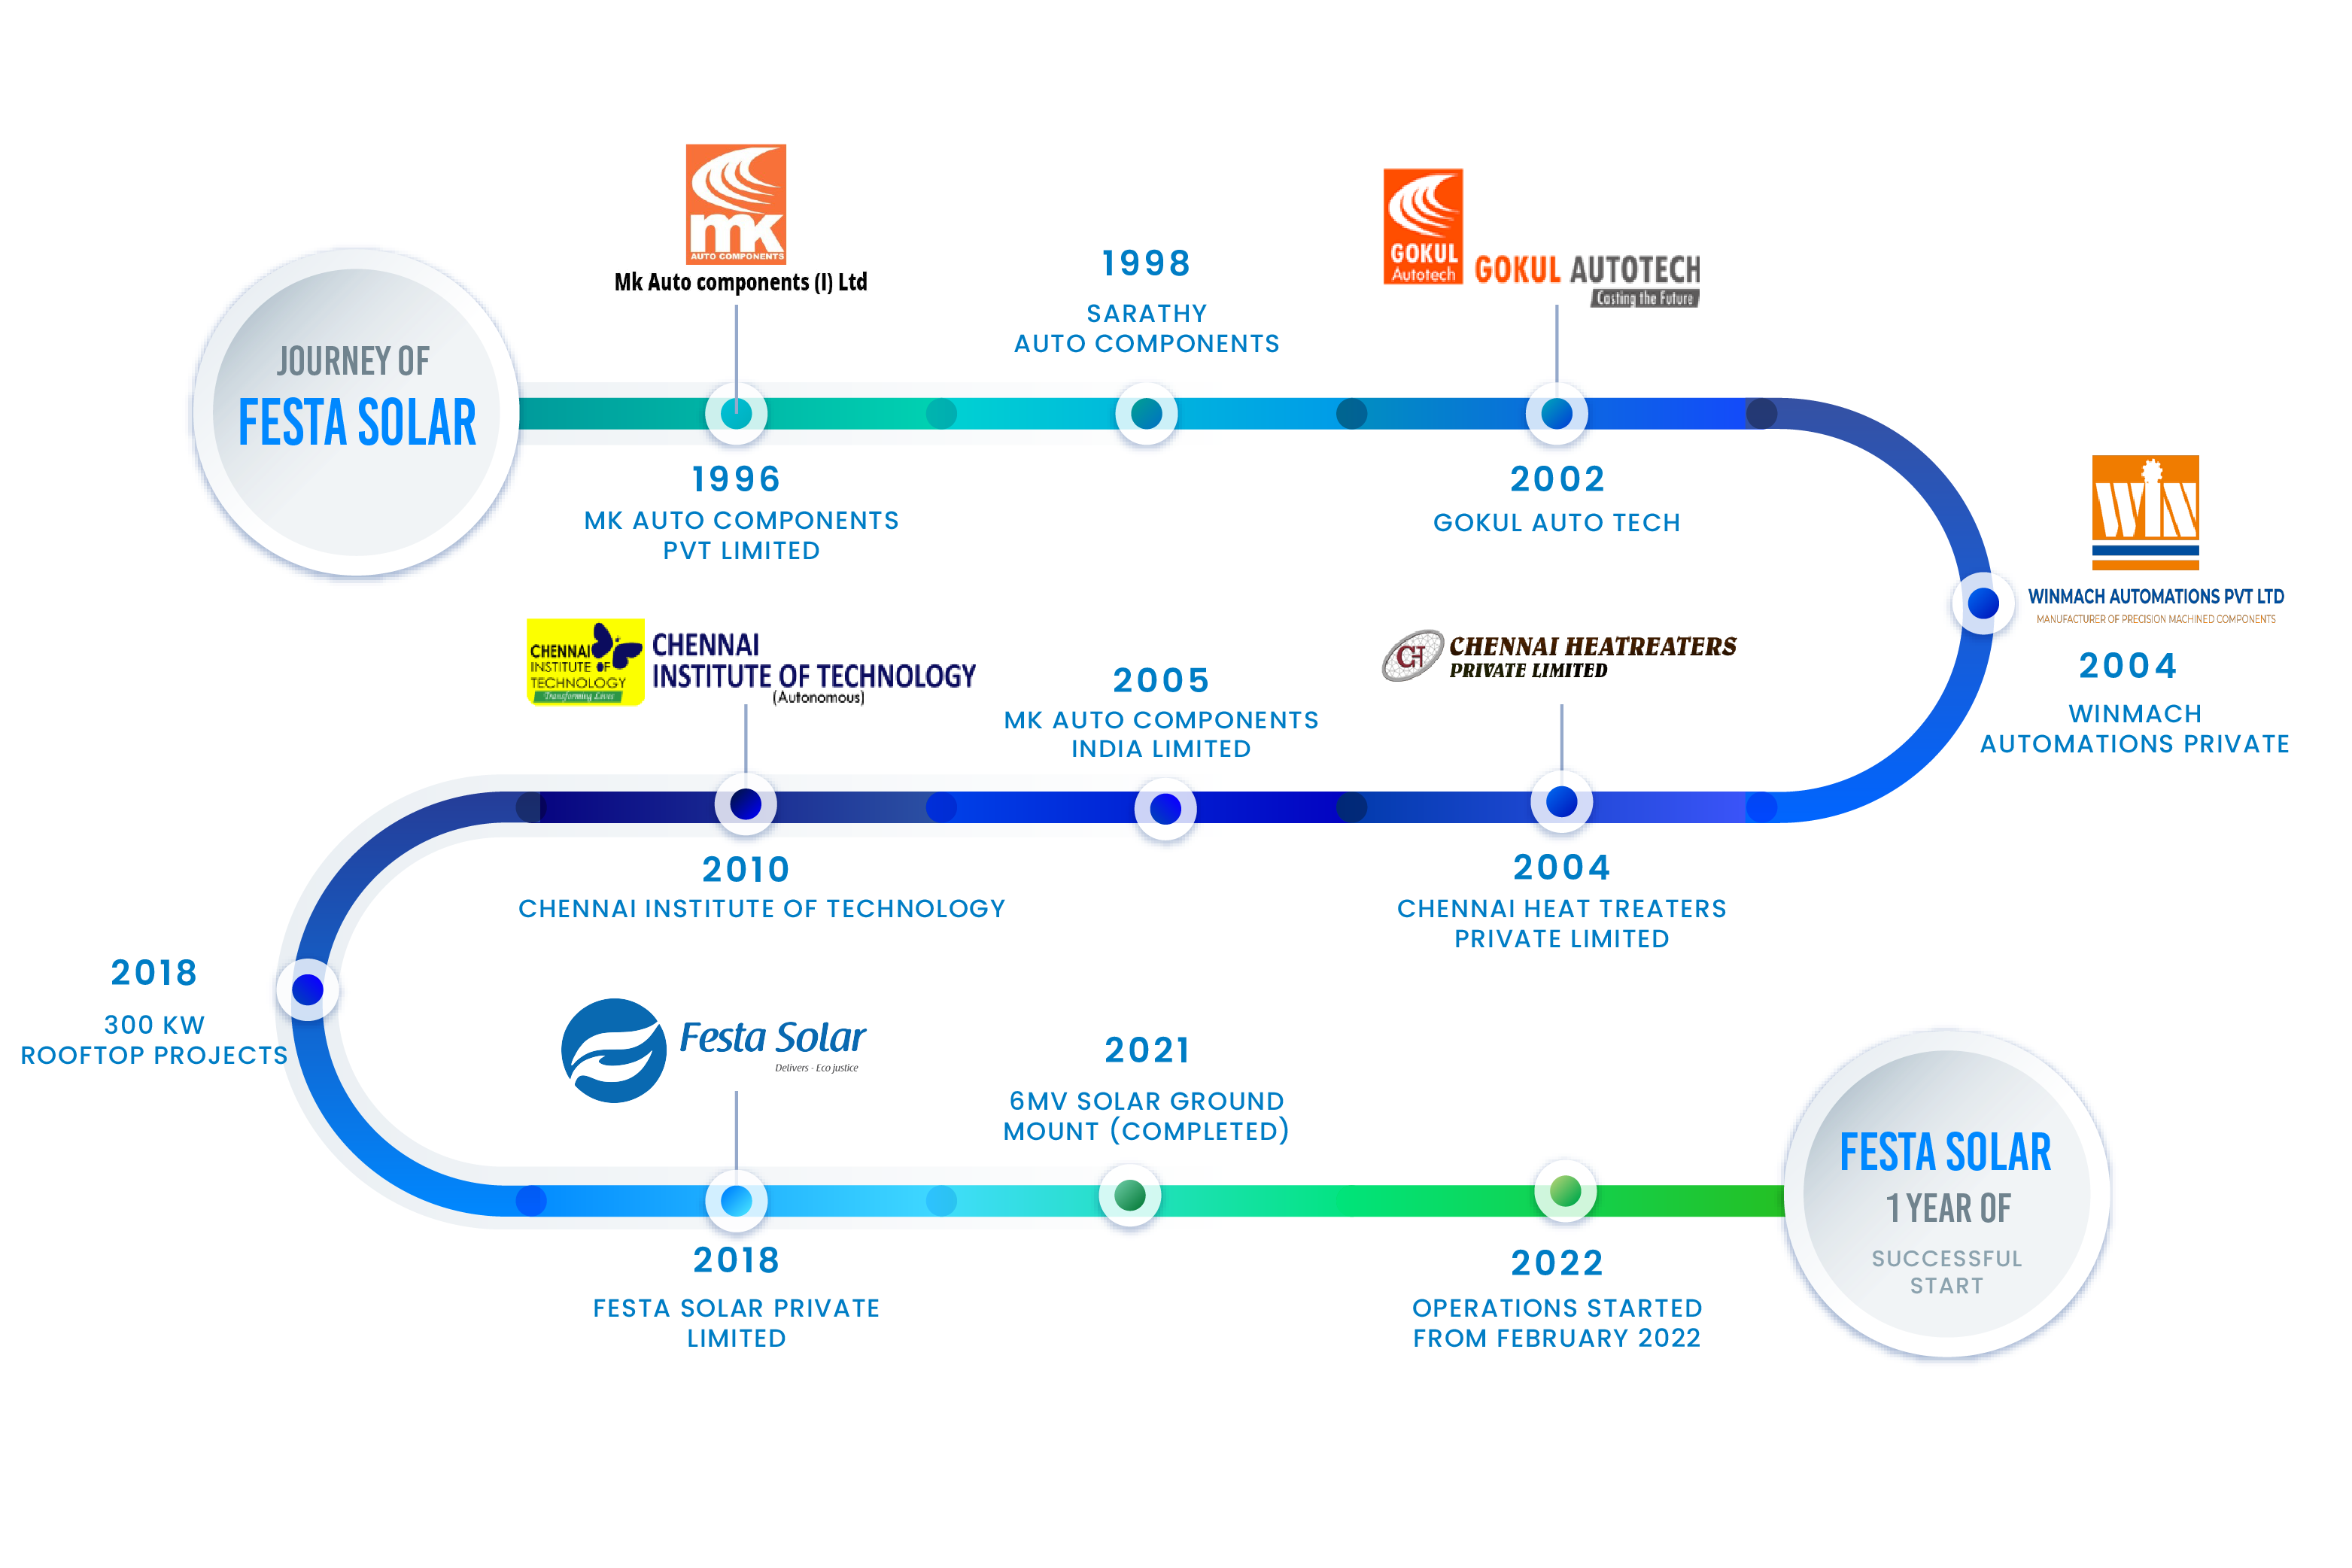 JOURNEY OF
FESTA SOLAR
mk
AUTO COMPONENTS
Mk Auto components (I) Ltd
1996
MK AUTO COMPONENTS
PVT LIMITED
1998
SARATHY
AUTO COMPONENTS
GOKUL
Autotech
GOKUL AUTOTECH
Casting the Future
2002
GOKUL AUTO TECH
WIN
WINMACH AUTOMATIONS PVT LTD
MANUFACTURER OF PRECISION MACHINED COMPONENTS
2004
WINMACH
AUTOMATIONS PRIVATE
CHT
CHENNAI HEATREATERS
PRIVATE LIMITED
2004
CHENNAI HEAT TREATERS
PRIVATE LIMITED
2005
MK AUTO COMPONENTS
INDIA LIMITED
CHENNAI
INSTITUTE OF
TECHNOLOGY
Transforming Lives
CHENNAI
INSTITUTE OF TECHNOLOGY
(Autonomous)
2010
CHENNAI INSTITUTE OF TECHNOLOGY
2018
300 KW
ROOFTOP PROJECTS
Festa Solar
Delivers - Eco justice
2018
FESTA SOLAR PRIVATE
LIMITED
2021
6MV SOLAR GROUND
MOUNT (COMPLETED)
2022
OPERATIONS STARTED
FROM FEBRUARY 2022
FESTA SOLAR
1 YEAR OF
SUCCESSFUL
START